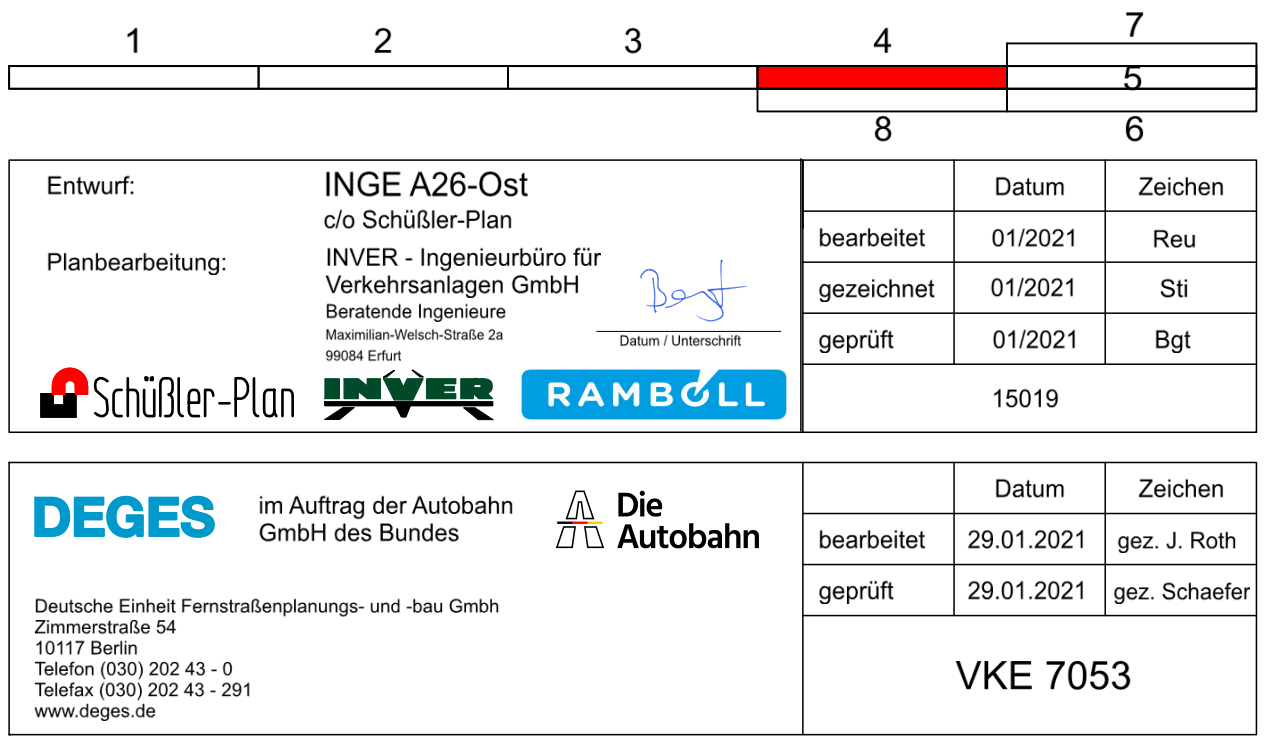 7
1 2 3 4
5
8 6
Entwurf: INGE A26-Ost
c/o Schüßler-Plan
Planbearbeitung: INVER - Ingenieurbüro für
Verkehrsanlagen GmbH
Beratende Ingenieure
Maximilian-Welsch-Straße 2a
99084 Erfurt
Bergt
Datum / Unterschrift
Schüßler-Plan INVER RAMBOLL
Datum Zeichen
bearbeitet 01/2021 Reu
gezeichnet 01/2021 Sti
geprüft 01/2021 Bgt
15019
DEGES im Auftrag der Autobahn
GmbH des Bundes
Die
Autobahn
Deutsche Einheit Fernstraßenplanungs- und -bau Gmbh
Zimmerstraße 54
10117 Berlin
Telefon (030) 202 43 - 0
Telefax (030) 202 43 - 291
www.deges.de
Datum Zeichen
bearbeitet 29.01.2021 gez. J. Roth
geprüft 29.01.2021 gez. Schaefer
VKE 7053